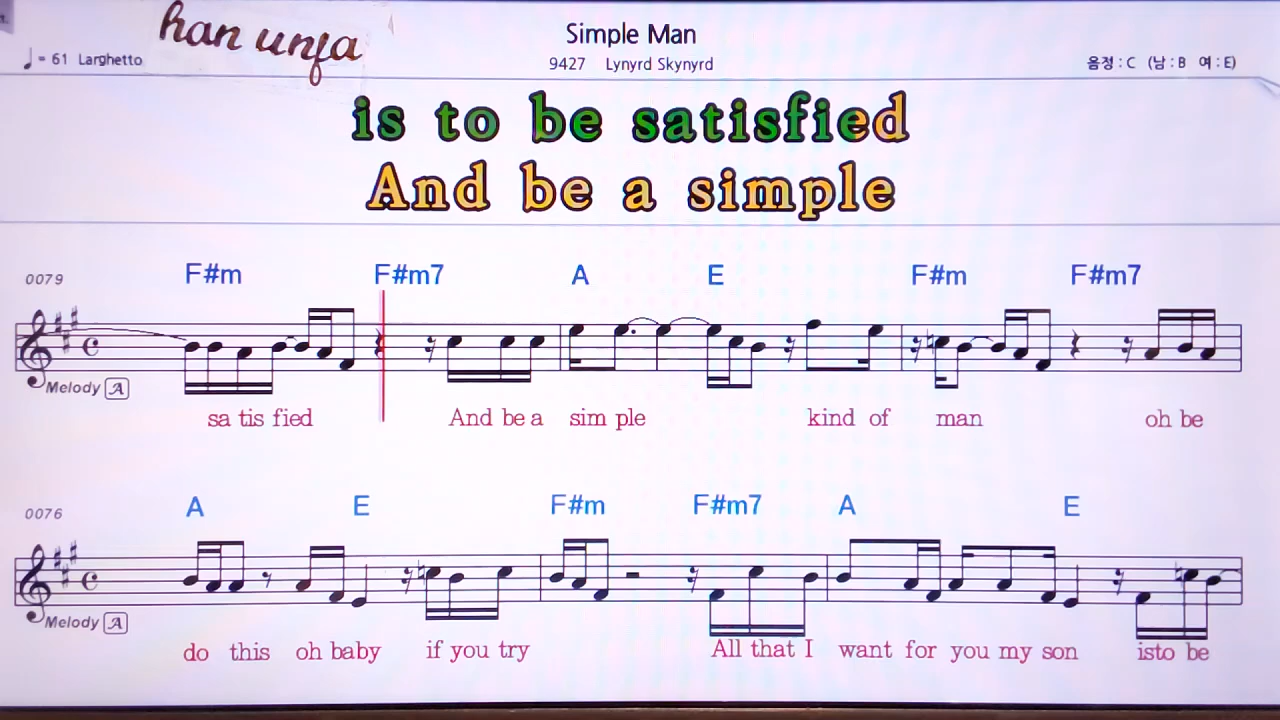 han unfa
Simple Man
♩ = 61 Larghetto
9427 Lynyrd Skynyrd
음정 : C (남 : B 여 : E)
is to be satisfied
And be a simple
0079
F#m F#m7 A E F#m F#m7
Melody A
sa tis fied And be a sim ple kind of man oh be
0076
A E F#m F#m7 A E
Melody A
do this oh baby if you try All that I want for you my son isto be